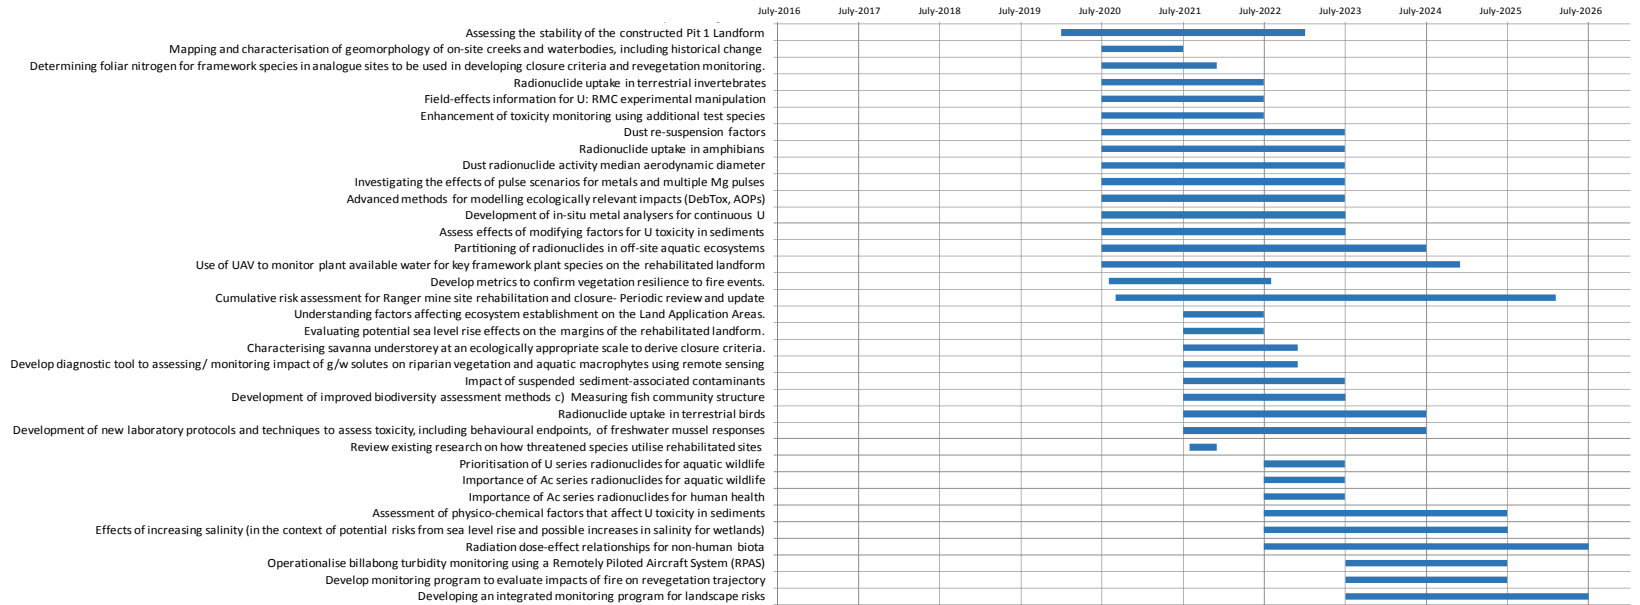 July-2016 July-2017 July-2018 July-2019 July-2020 July-2021 July-2022 July-2023 July-2024 July-2025 July-2026
Assessing the stability of the constructed Pit 1 Landform
Mapping and characterisation of geomorphology of on-site creeks and waterbodies, including historical change
Determining foliar nitrogen for framework species in analogue sites to be used in developing closure criteria and revegetation monitoring.
Radionuclide uptake in terrestrial invertebrates
Field-effects information for U: RMC experimental manipulation
Enhancement of toxicity monitoring using additional test species
Dust re-suspension factors
Radionuclide uptake in amphibians
Dust radionuclide activity median aerodynamic diameter
Investigating the effects of pulse scenarios for metals and multiple Mg pulses
Advanced methods for modelling ecologically relevant impacts (DebTox, AOPs)
Development of in-situ metal analysers for continuous U
Assess effects of modifying factors for U toxicity in sediments
Partitioning of radionuclides in off-site aquatic ecosystems
Use of UAV to monitor plant available water for key framework plant species on the rehabilitated landform
Develop metrics to confirm vegetation resilience to fire events.
Cumulative risk assessment for Ranger mine site rehabilitation and closure- Periodic review and update
Understanding factors affecting ecosystem establishment on the Land Application Areas.
Evaluating potential sea level rise effects on the margins of the rehabilitated landform.
Characterising savanna understorey at an ecologically appropriate scale to derive closure criteria.
Develop diagnostic tool to assessing/ monitoring impact of g/w solutes on riparian vegetation and aquatic macrophytes using remote sensing
Impact of suspended sediment-associated contaminants
Development of improved biodiversity assessment methods c) Measuring fish community structure
Radionuclide uptake in terrestrial birds
Development of new laboratory protocols and techniques to assess toxicity, including behavioural endpoints, of freshwater mussel responses
Review existing research on how threatened species utilise rehabilitated sites
Prioritisation of U series radionuclides for aquatic wildlife
Importance of Ac series radionuclides for aquatic wildlife
Importance of Ac series radionuclides for human health
Assessment of physico-chemical factors that affect U toxicity in sediments
Effects of increasing salinity (in the context of potential risks from sea level rise and possible increases in salinity for wetlands)
Radiation dose-effect relationships for non-human biota
Operationalise billabong turbidity monitoring using a Remotely Piloted Aircraft System (RPAS)
Develop monitoring program to evaluate impacts of fire on revegetation trajectory
Developing an integrated monitoring program for landscape risks